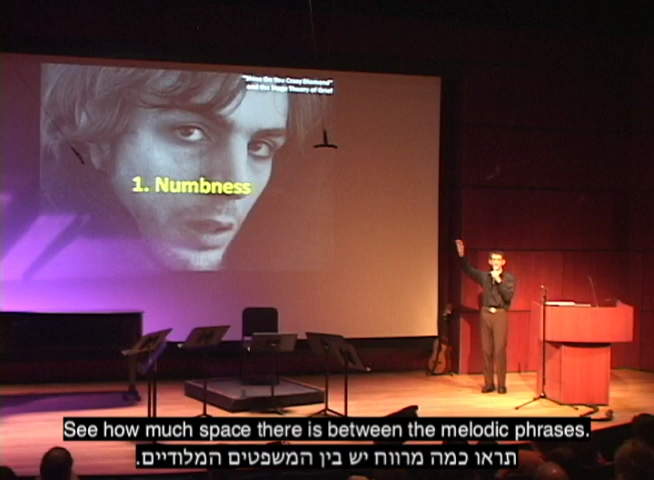 "Shine On You Crazy Diamond"
and the Stage Theory of Grief
1. Numbness
See how much space there is between the melodic phrases.
תראו כמה מרווח יש בין המשפטים המלודיים.